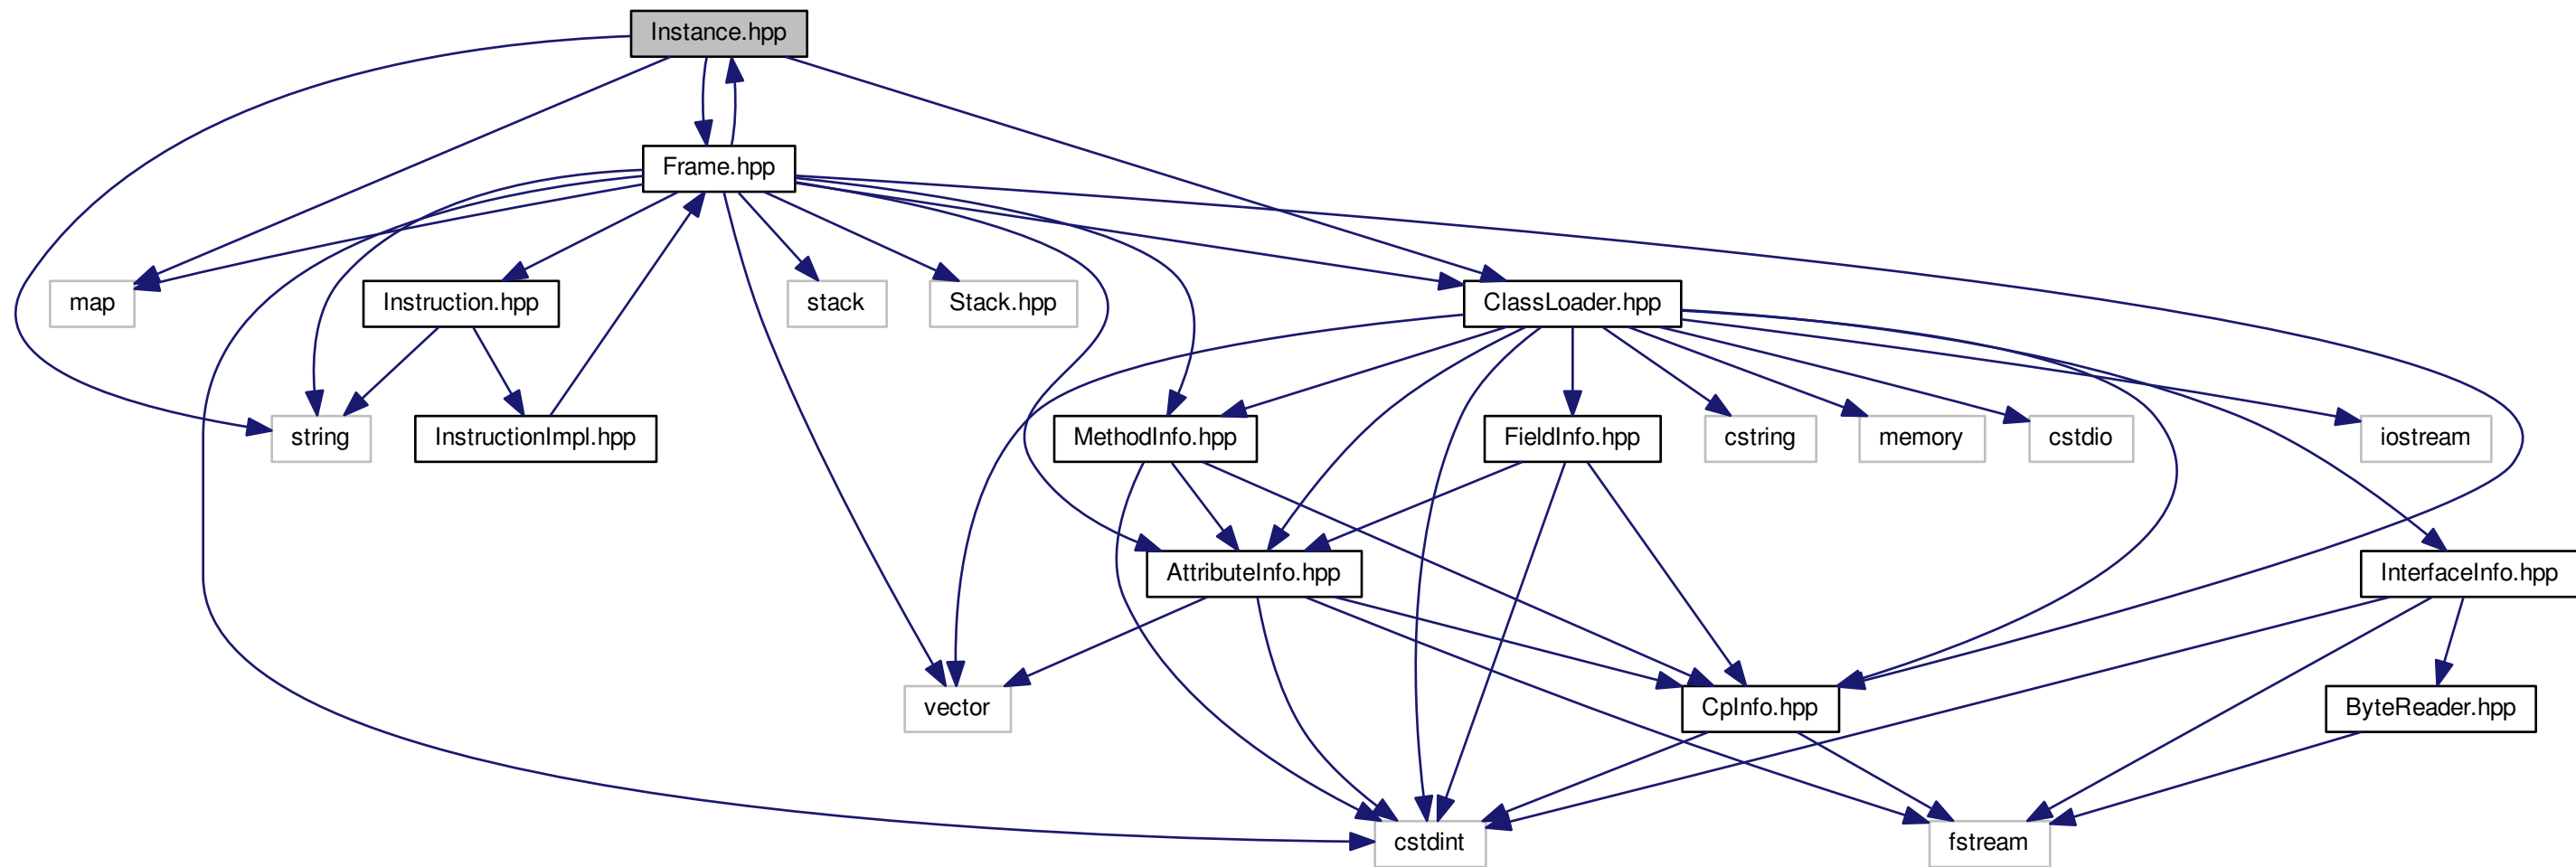 Instance.hpp
Frame.hpp
map
Instruction.hpp
stack
Stack.hpp
ClassLoader.hpp
string
InstructionImpl.hpp
MethodInfo.hpp
FieldInfo.hpp
cstring
memory
cstdio
iostream
AttributeInfo.hpp
InterfaceInfo.hpp
vector
CpInfo.hpp
ByteReader.hpp
cstdint
fstream